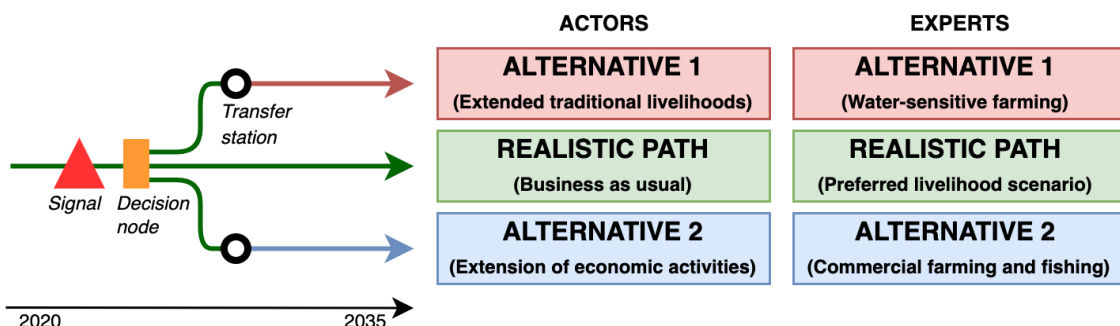 ACTORS
EXPERTS
ALTERNATIVE 1
(Extended traditional livelihoods)
ALTERNATIVE 1
(Water-sensitive farming)
Transfer
station
REALISTIC PATH
(Business as usual)
REALISTIC PATH
(Preferred livelihood scenario)
Signal
Decision
node
ALTERNATIVE 2
(Extension of economic activities)
ALTERNATIVE 2
(Commercial farming and fishing)
2020
2035